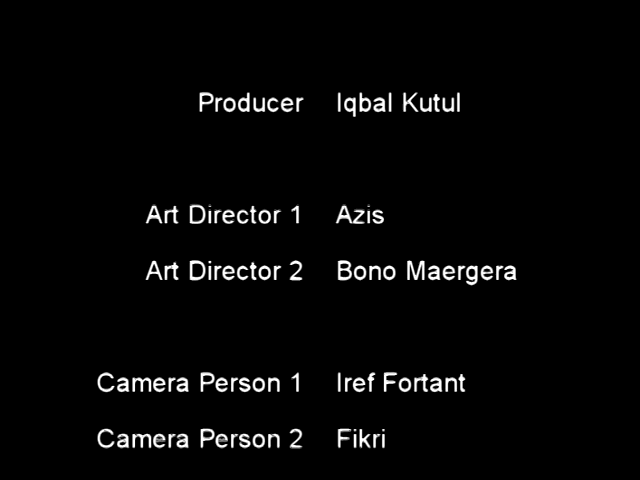 Producer Iqbal Kutul
Art Director 1 Azis
Art Director 2 Bono Maergera
Camera Person 1 Iref Fortant
Camera Person 2 Fikri